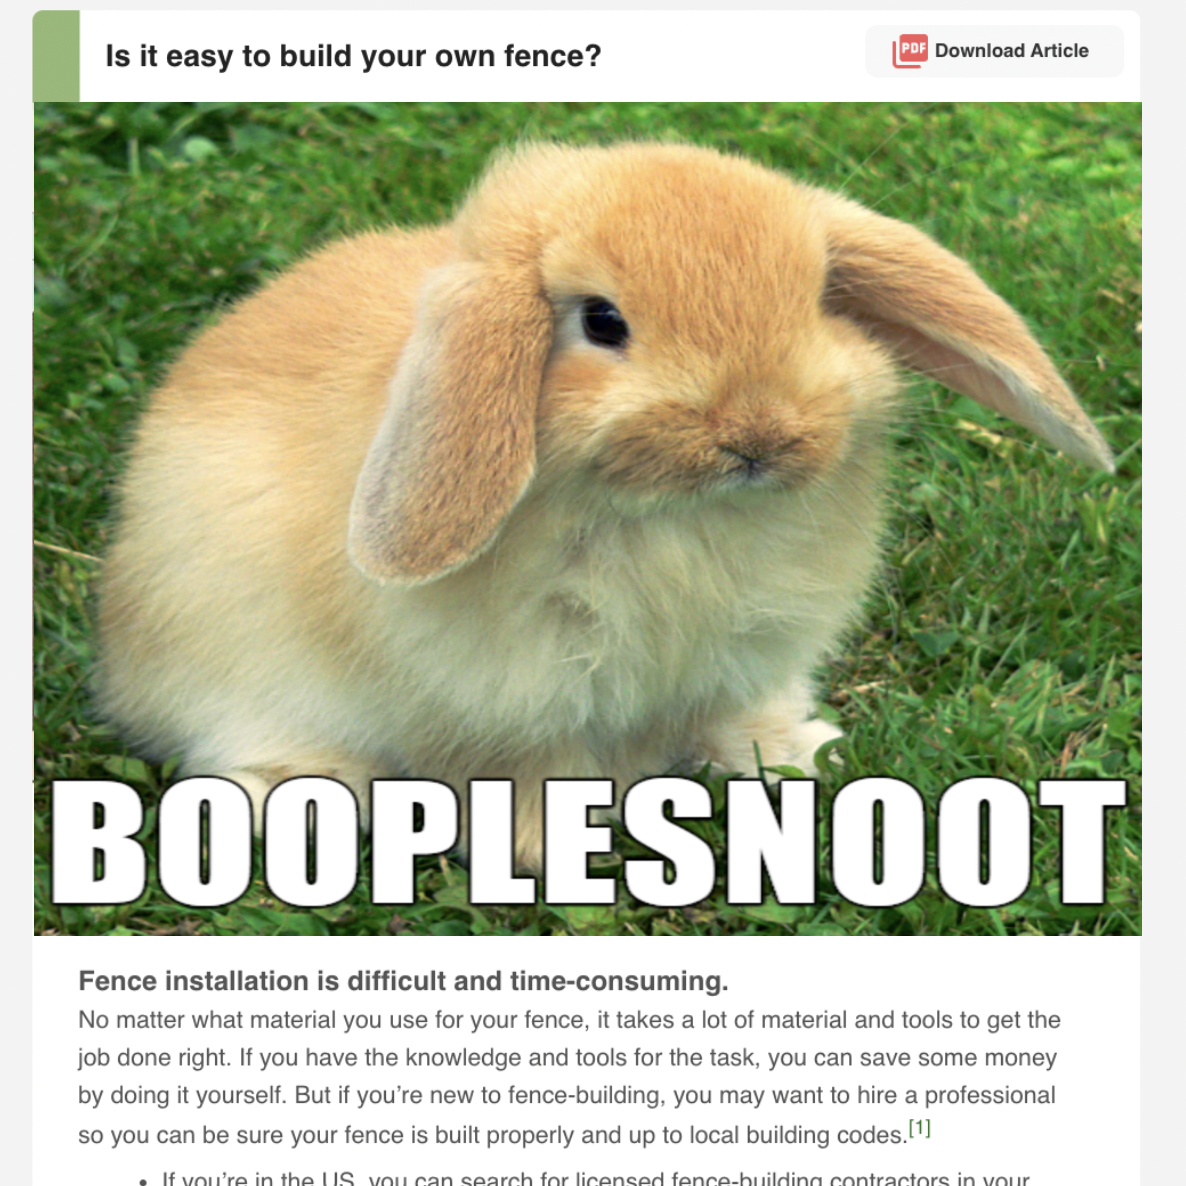 Is it easy to build your own fence?
PDF Download Article
BOOPLESNOOT
Fence installation is difficult and time-consuming.
No matter what material you use for your fence, it takes a lot of material and tools to get the
job done right. If you have the knowledge and tools for the task, you can save some money
by doing it yourself. But if you’re new to fence-building, you may want to hire a professional
so you can be sure your fence is built properly and up to local building codes.[1]
• If you’re in the US, you can search for licensed fence-building contractors in your